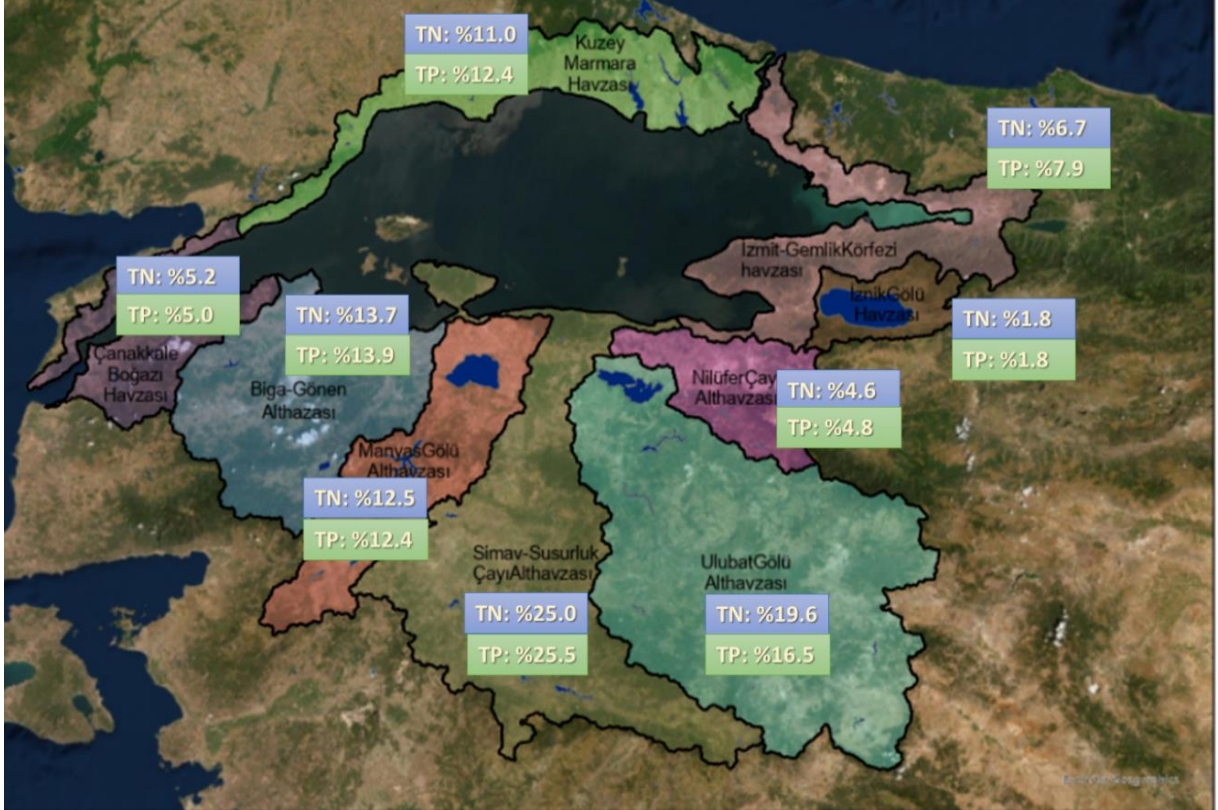 TN: %11.0
TP: %12.4
Kuzey
Marmara
Havzası
TN: %6.7
TP: %7.9
İzmit-GemlikKörfezi
havzası
İznikGölü
Havzası
TN: %1.8
TP: %1.8
TN: %5.2
TP: %5.0
Çanakkale
Boğazı
Havzası
TN: %13.7
TP: %13.9
Biga-Gönen
Althazası
NilüferÇay
Althavzası
TN: %4.6
TP: %4.8
ManyasGölü
Althavzası
TN: %12.5
TP: %12.4
Simav-Susurluk
ÇayıAlthavzası
TN: %25.0
TP: %25.5
UlubatGölü
Althavzası
TN: %19.6
TP: %16.5